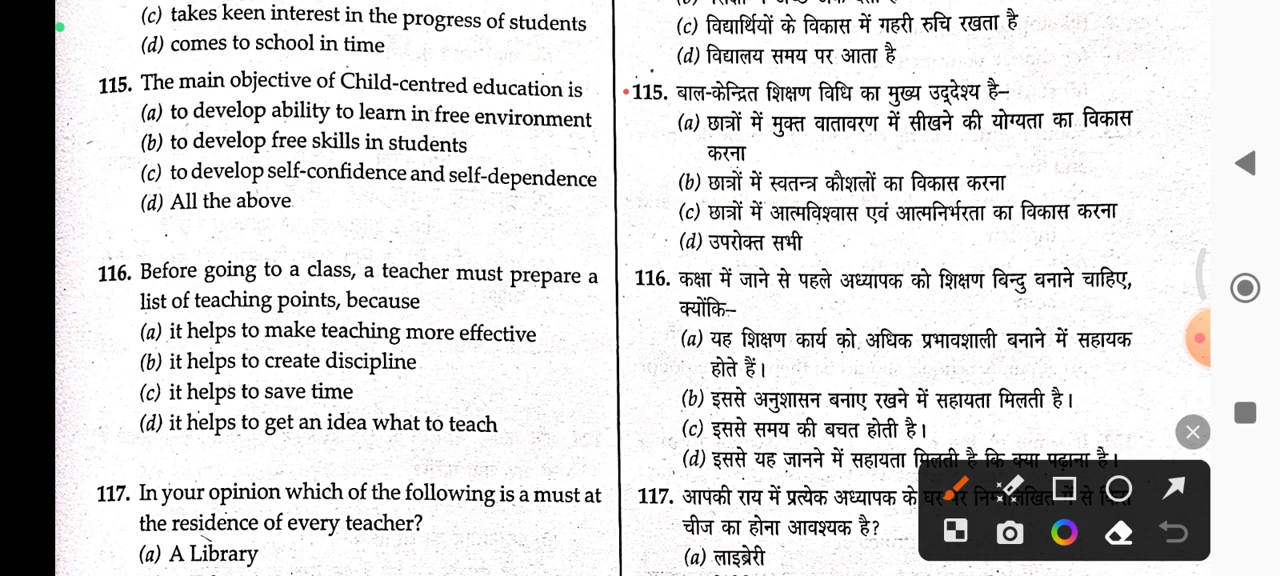 (c) takes keen interest in the progress of students
(d) comes to school in time
115. The main objective of Child-centred education is
(a) to develop ability to learn in free environment
(b) to develop free skills in students
(c) to develop self-confidence and self-dependence
(d) All the above
116. Before going to a class, a teacher must prepare a
list of teaching points, because
(a) it helps to make teaching more effective
(b) it helps to create discipline
(c) it helps to save time
(d) it helps to get an idea what to teach
117. In your opinion which of the following is a must at
the residence of every teacher?
(a) A Library
(c) विद्यार्थियों के विकास में गहरी रुचि रखता है
(d) विद्यालय समय पर आता है
115. बाल-केन्द्रित शिक्षण विधि का मुख्य उद्देश्य है–
(a) छात्रों में मुक्त वातावरण में सीखने की योग्यता का विकास
करना
(b) छात्रों में स्वतन्त्र कौशलों का विकास करना
(c) छात्रों में आत्मविश्वास एवं आत्मनिर्भरता का विकास करना
(d) उपरोक्त सभी
116. कक्षा में जाने से पहले अध्यापक को शिक्षण बिन्दु बनाने चाहिए,
क्योंकि–
(a) यह शिक्षण कार्य को अधिक प्रभावशाली बनाने में सहायक
होते हैं।
(b) इससे अनुशासन बनाए रखने में सहायता मिलती है।
(c) इससे समय की बचत होती है।
(d) इससे यह जानने में सहायता मिलती है कि क्या पढ़ाना है।
117. आपकी राय में प्रत्येक अध्यापक के घर पर निम्नलिखित में से
चीज का होना आवश्यक है?
(a) लाइब्रेरी